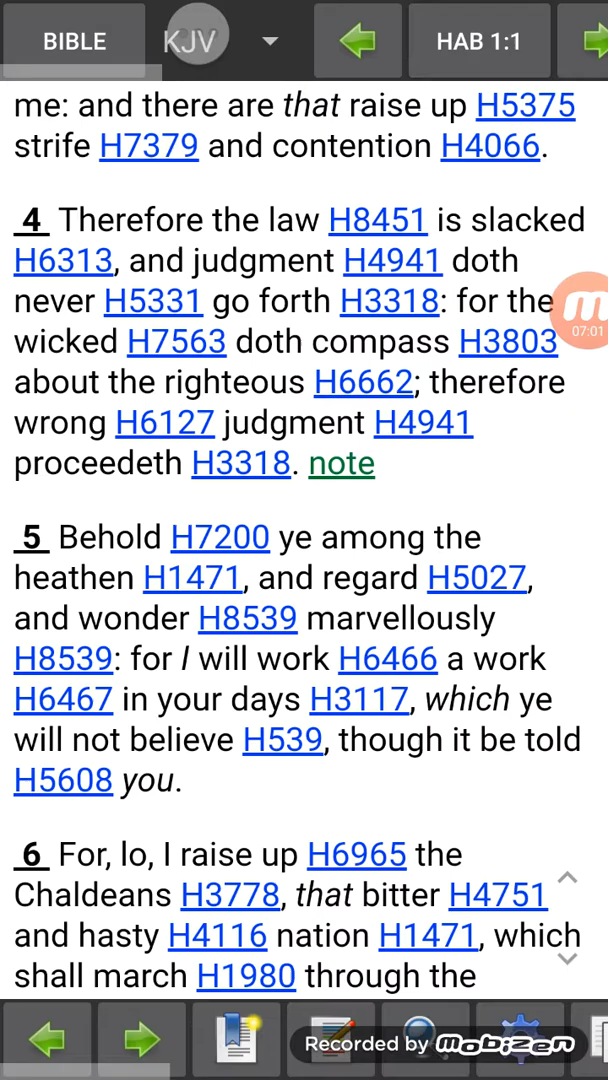 BIBLE KJV HAB 1:1
me: and there are that raise up H5375
strife H7379 and contention H4066.
4 Therefore the law H8451 is slacked
H6313, and judgment H4941 doth
never H5331 go forth H3318: for the
wicked H7563 doth compass H3803
about the righteous H6662; therefore
wrong H6127 judgment H4941
proceedeth H3318. note
m
07:01
5 Behold H7200 ye among the
heathen H1471, and regard H5027,
and wonder H8539 marvellously
H8539: for I will work H6466 a work
H6467 in your days H3117, which ye
will not believe H539, though it be told
H5608 you.
6 For, lo, I raise up H6965 the
Chaldeans H3778, that bitter H4751
and hasty H4116 nation H1471, which
shall march H1980 through the
Recorded by mobizen